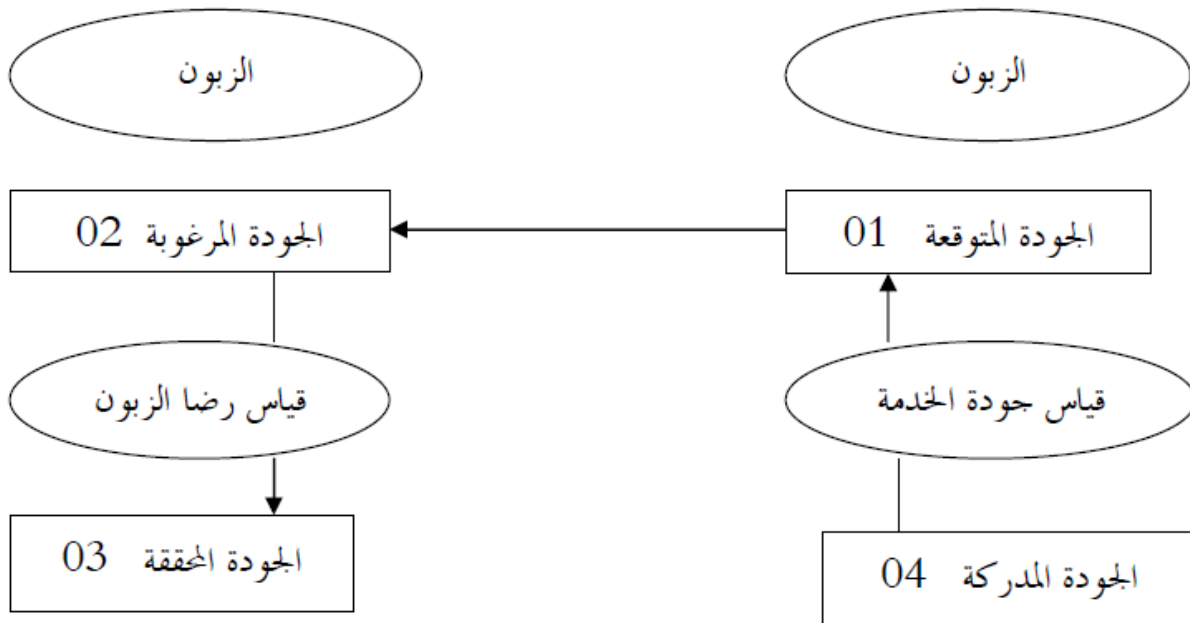 الزبون
الزبون
الجودة المتوقعة 01
الجودة المرغوبة 02
قياس جودة الخدمة
قياس رضا الزبون
الجودة المدركة 04
الجودة المحققة 03